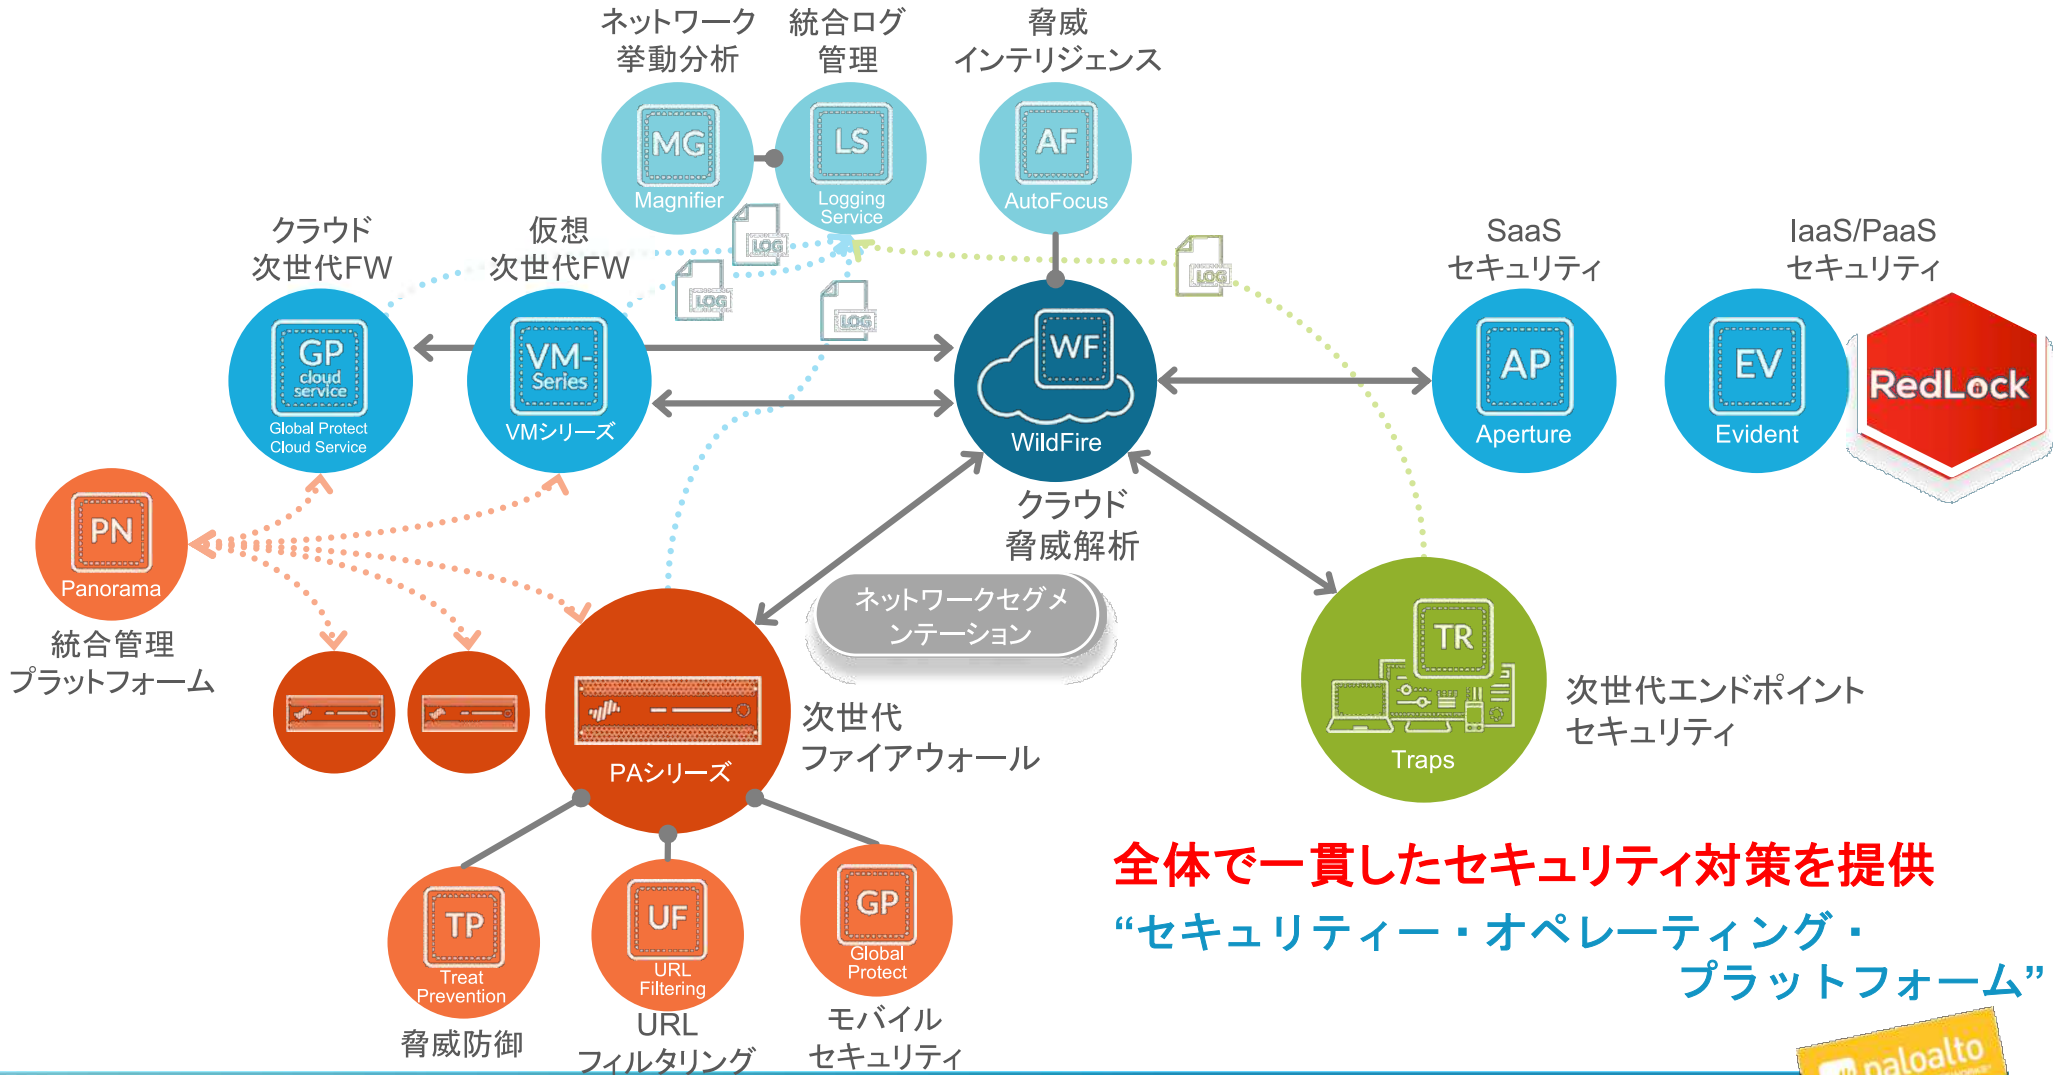 ネットワーク
挙動分析
統合ログ
管理
脅威
インテリジェンス
MG
Magnifier
LS
Logging
Service
AF
AutoFocus
クラウド
次世代FW
仮想
次世代FW
LOG
LOG
LOG
LOG
SaaS
セキュリティ
IaaS/PaaS
セキュリティ
GP
cloud
service
Global Protect
Cloud Service
VM-
Series
VMシリーズ
WF
WildFire
クラウド
脅威解析
AP
Aperture
EV
Evident
RedLock
PN
Panorama
統合管理
プラットフォーム
ネットワークセグメ
ンテーション
PAシリーズ
次世代
ファイアウォール
TR
Traps
次世代エンドポイント
セキュリティ
TP
Treat
Prevention
脅威防御
UF
URL
Filtering
URL
フィルタリング
GP
Global
Protect
モバイル
セキュリティ
全体で一貫したセキュリティ対策を提供
“セキュリティー・オペレーティング・
プラットフォーム”
paloalto